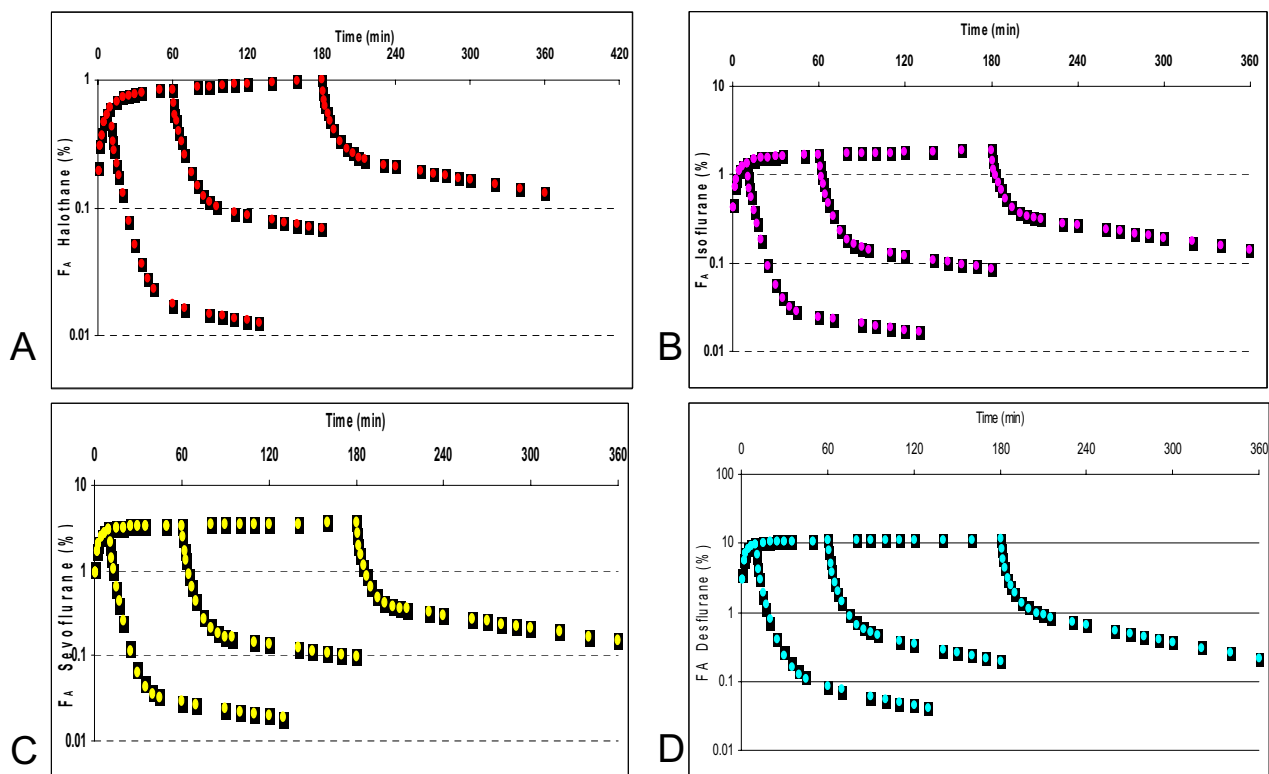 Time (min)
0 60 120 180 240 300 360 420
1
0.1
0.01
F A Halothane (%)
A
Time (min)
0 60 120 180 240 300 360
10
1
0.1
0.01
F A Isoflurane (%)
B
Time (min)
0 60 120 180 240 300 360
10
1
0.1
0.01
F A Sevoflurane (%)
C
Time (min)
0 60 120 180 240 300 360
100
10
1
0.1
0.01
FA Desflurane (%)
D